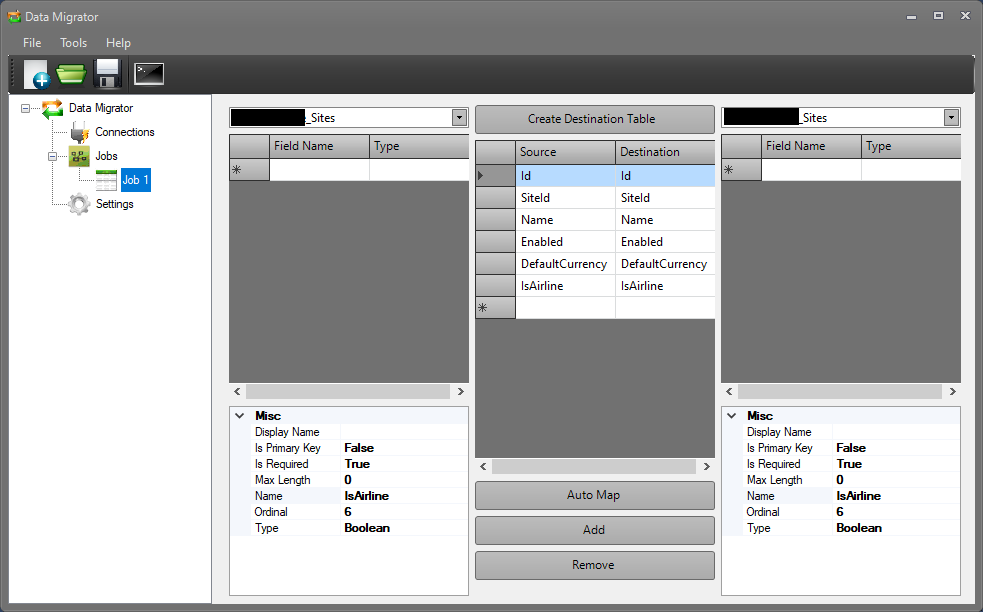 Data Migrator
File Tools Help
Data Migrator
Connections
Jobs
Job 1
Settings
_Sites
Field Name Type
Misc
Display Name
Is Primary Key False
Is Required True
Max Length 0
Name IsAirline
Ordinal 6
Type Boolean
Create Destination Table
Source Destination
Id Id
SiteId SiteId
Name Name
Enabled Enabled
DefaultCurrency DefaultCurrency
IsAirline IsAirline
Auto Map
Add
Remove
_Sites
Field Name Type
Misc
Display Name
Is Primary Key False
Is Required True
Max Length 0
Name IsAirline
Ordinal 6
Type Boolean